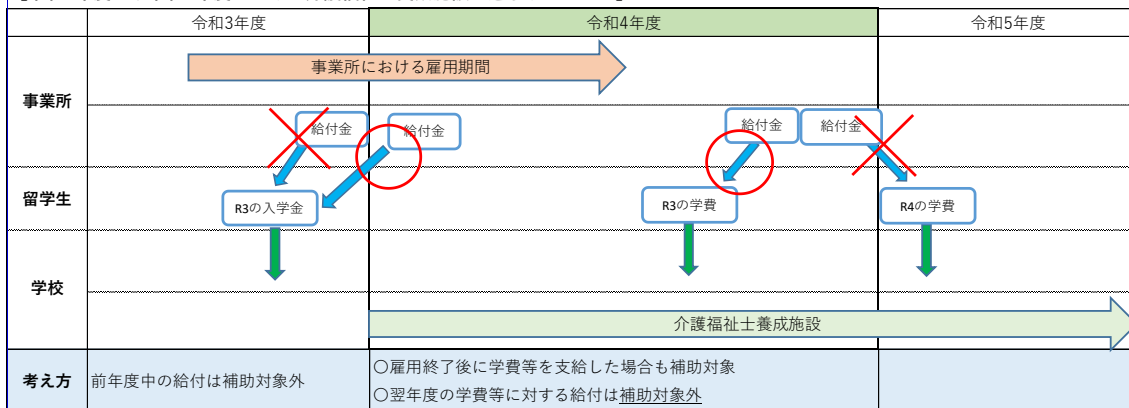 令和3年度
令和4年度
令和5年度
事業所
事業所における雇用期間
給付金
給付金
給付金
給付金
留学生
R3の入学金
R3の学費
R4の学費
学校
介護福祉士養成施設
考え方
前年度中の給付は補助対象外
〇雇用終了後に学費等を支給した場合も補助対象
〇翌年度の学費等に対する給付は補助対象外